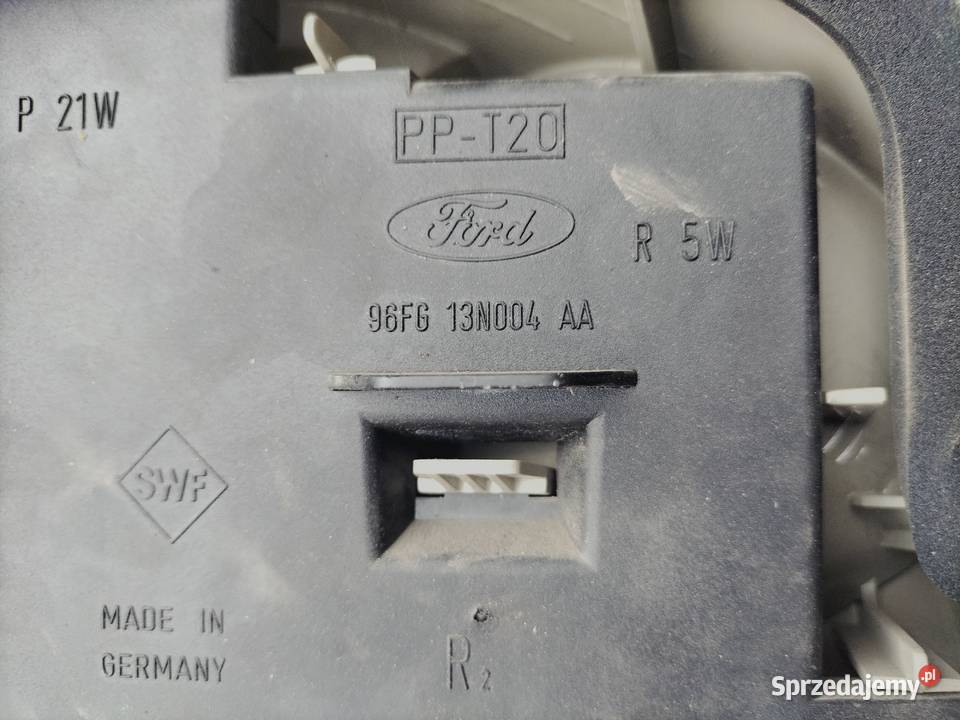 P 21W
PP-T20
Ford
R 5W
96FG 13N004 AA
SWF
MADE IN
GERMANY
R2
Sprzedajemy.pl